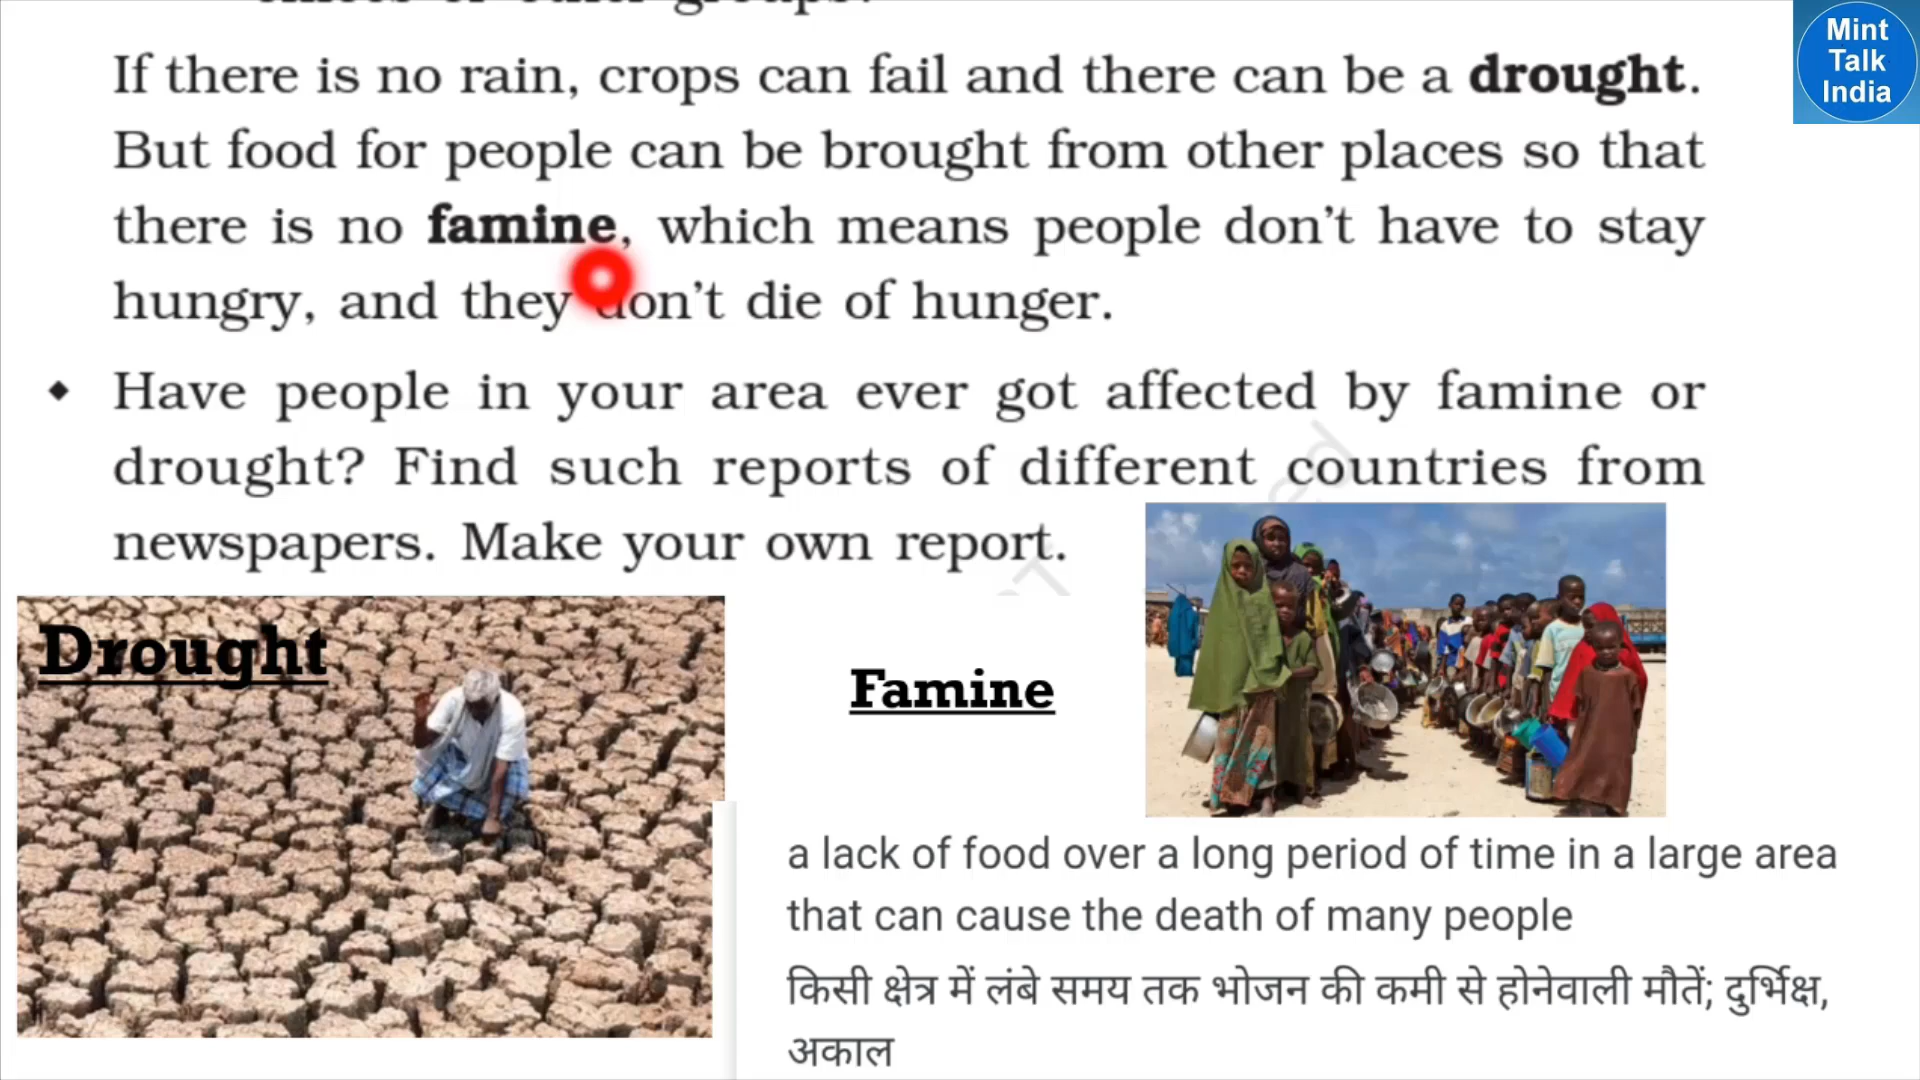 If there is no rain, crops can fail and there can be a drought.
But food for people can be brought from other places so that
there is no famine, which means people don't have to stay
hungry, and they don't die of hunger.
◆ Have people in your area ever got affected by famine or
drought? Find such reports of different countries from
newspapers. Make your own report.
Drought
Famine
a lack of food over a long period of time in a large area
that can cause the death of many people
किसी क्षेत्र में लंबे समय तक भोजन की कमी से होनेवाली मौतें; दुर्भिक्ष,
अकाल
Mint
Talk
India